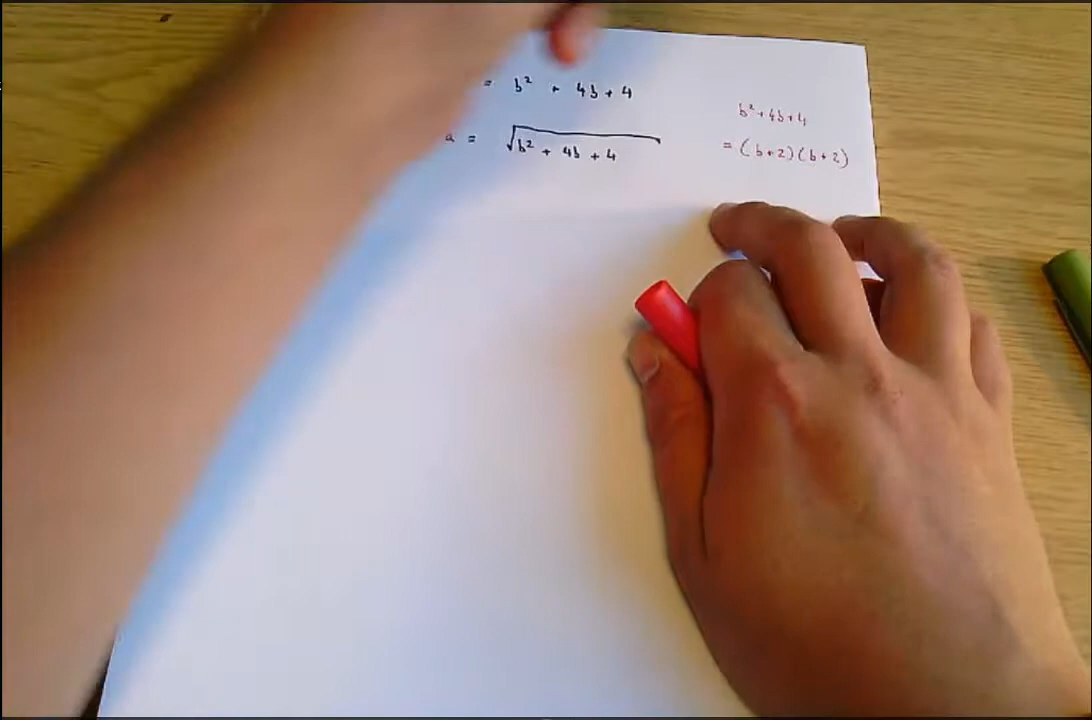 = b² + 4b + 4
a = √b² + 4b + 4
b² + 4b + 4
= (b+2)(b+2)